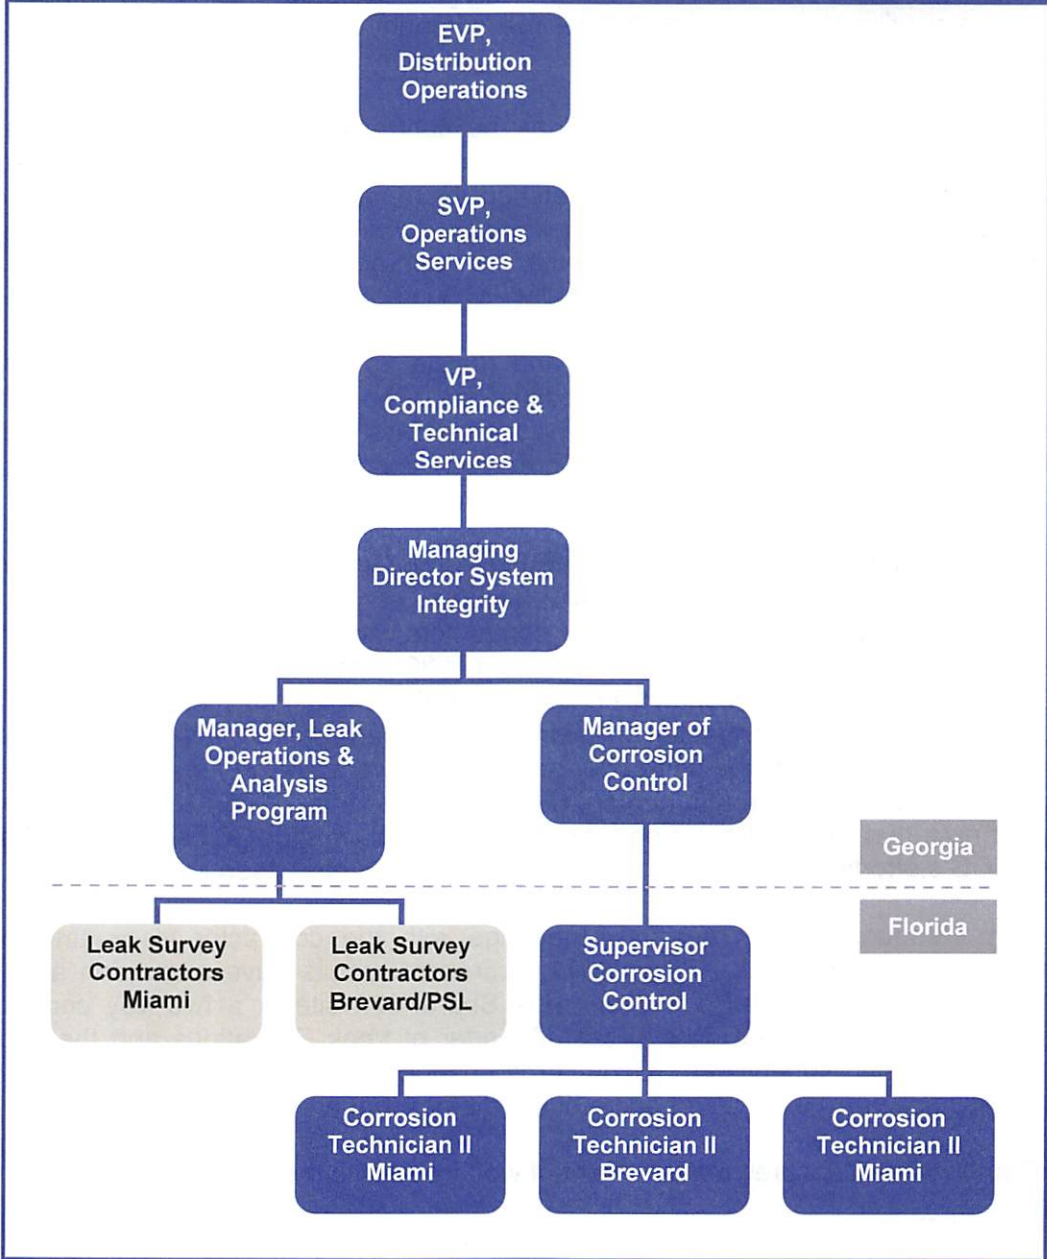 EVP,
Distribution
Operations
SVP,
Operations
Services
VP,
Compliance &
Technical
Services
Managing
Director System
Integrity
Manager, Leak
Operations &
Analysis
Program
Manager of
Corrosion
Control
Georgia
Florida
Leak Survey
Contractors
Miami
Leak Survey
Contractors
Brevard/PSL
Supervisor
Corrosion
Control
Corrosion
Technician II
Miami
Corrosion
Technician II
Brevard
Corrosion
Technician II
Miami